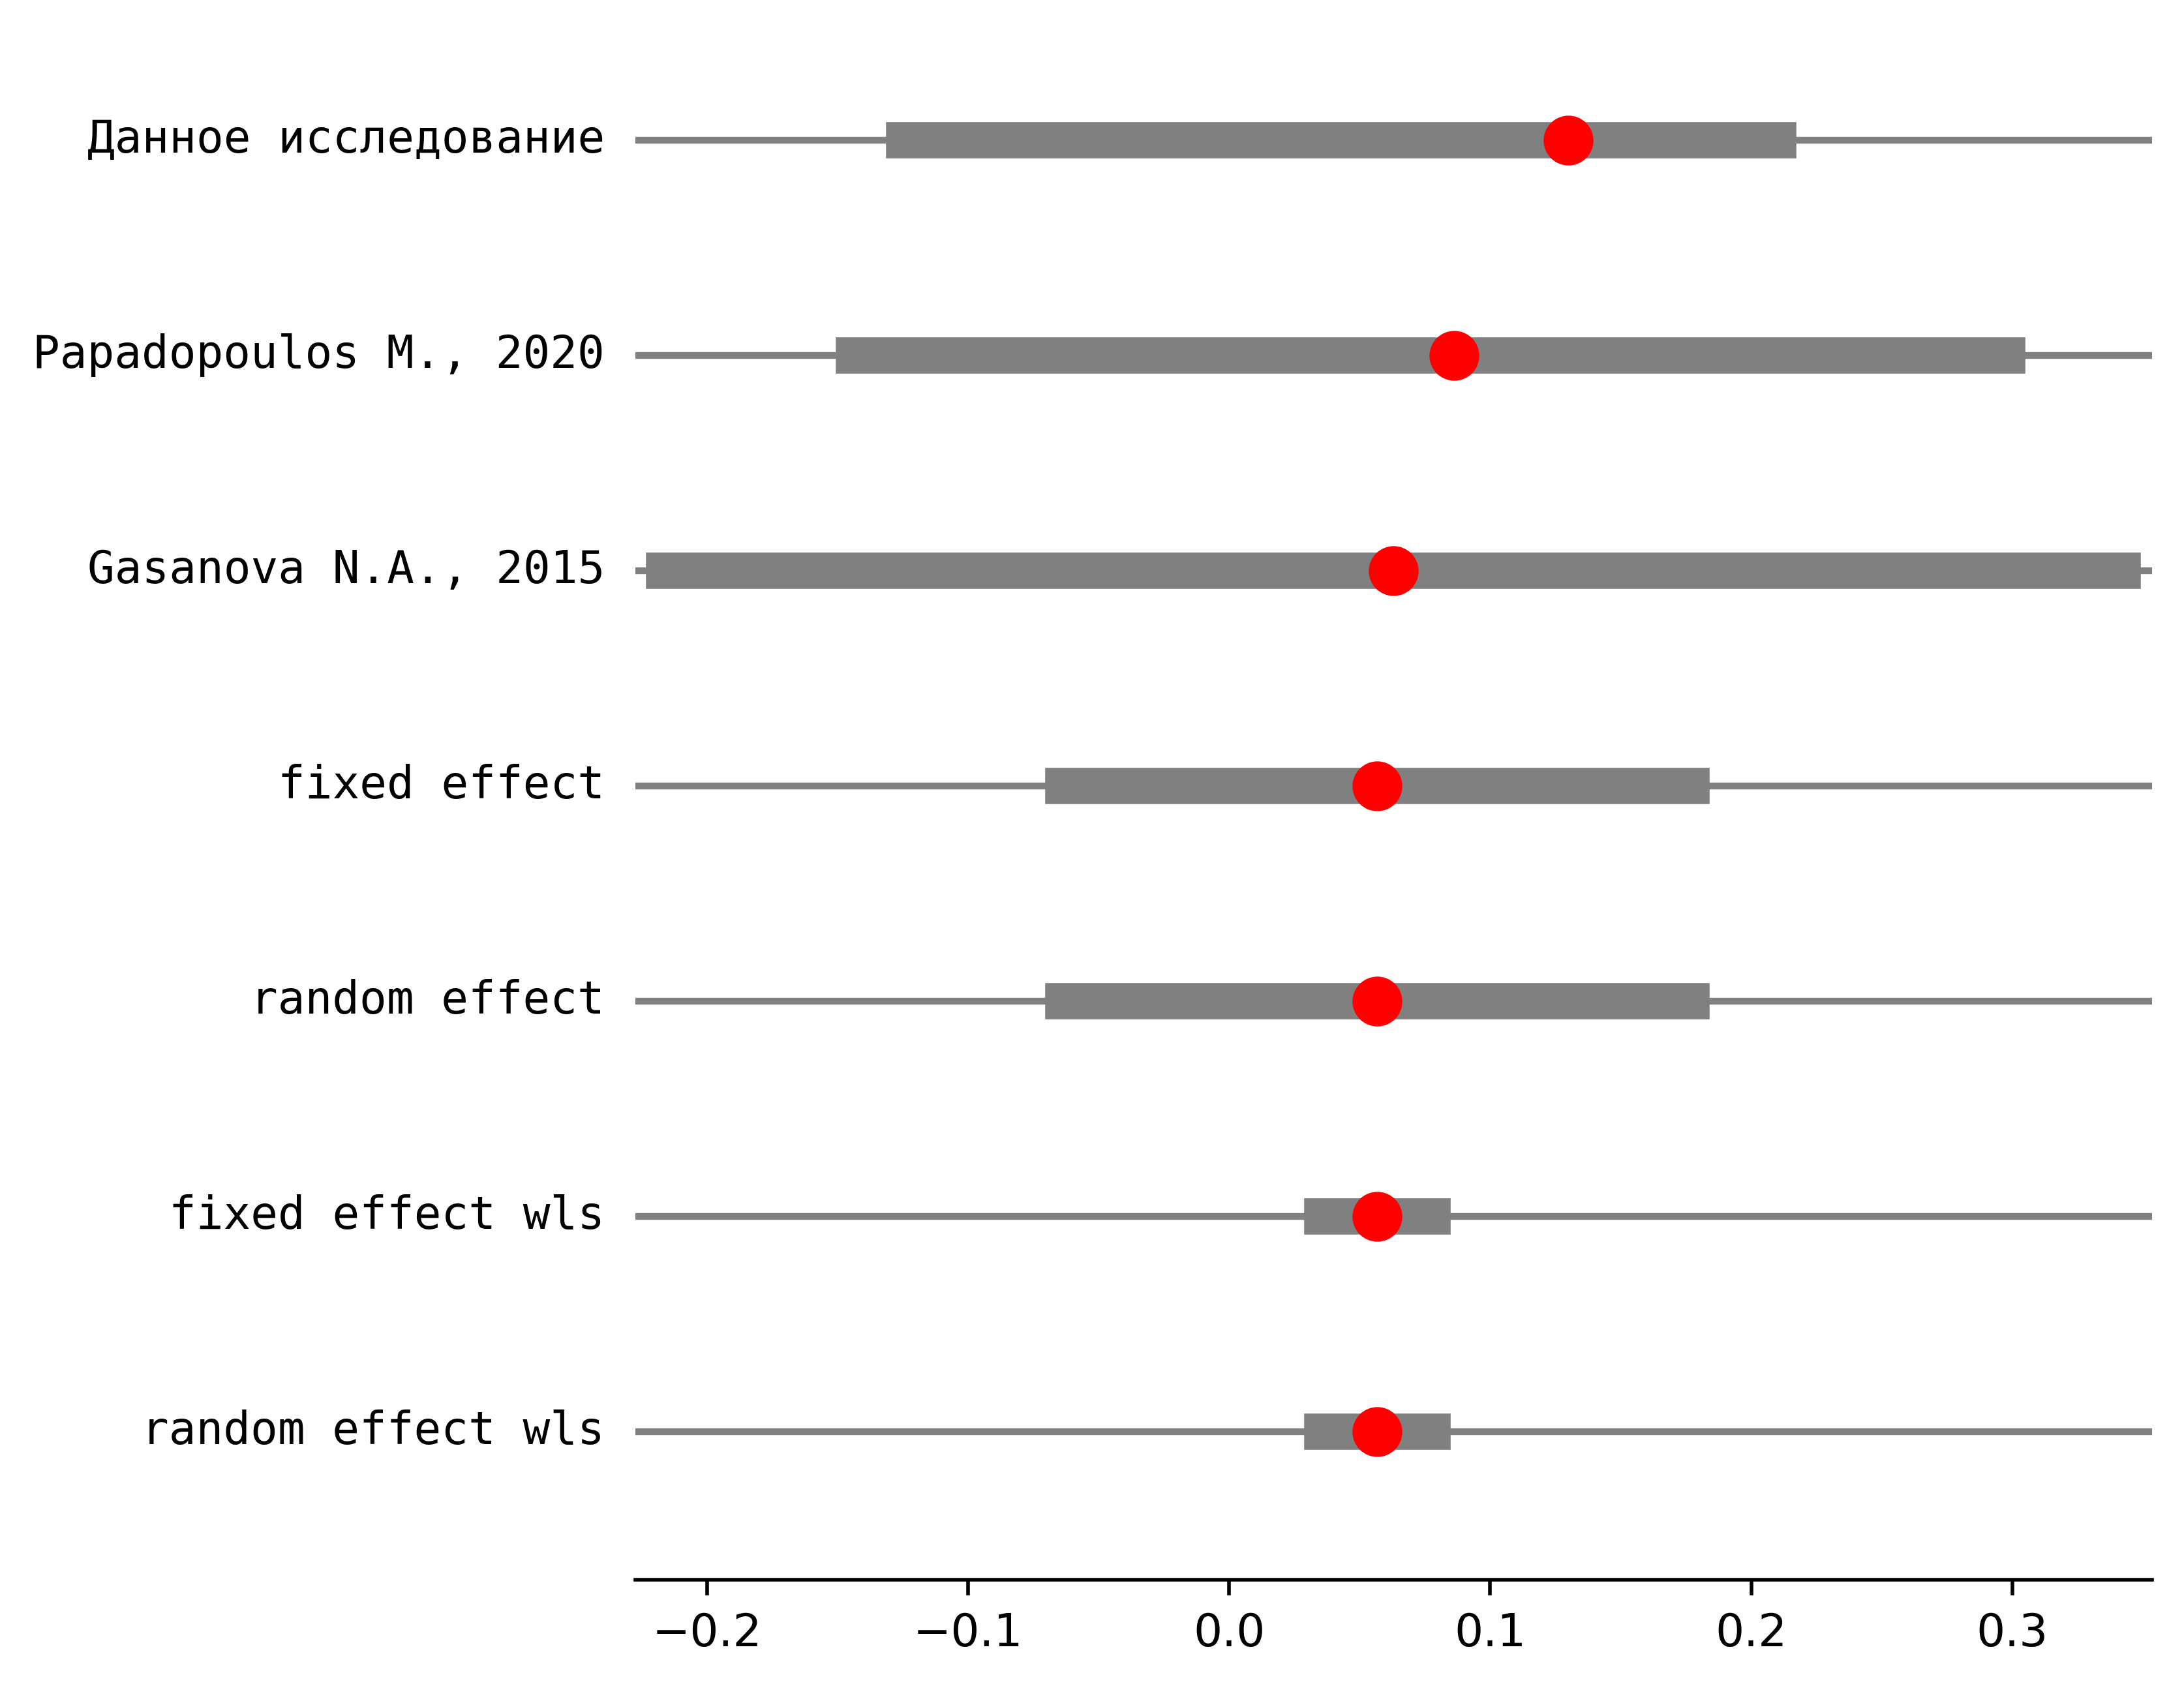 Данное исследование
Papadopoulos M., 2020
Gasanova N.A., 2015
fixed effect
random effect
fixed effect wls
random effect wls
−0.2 −0.1 0.0 0.1 0.2 0.3